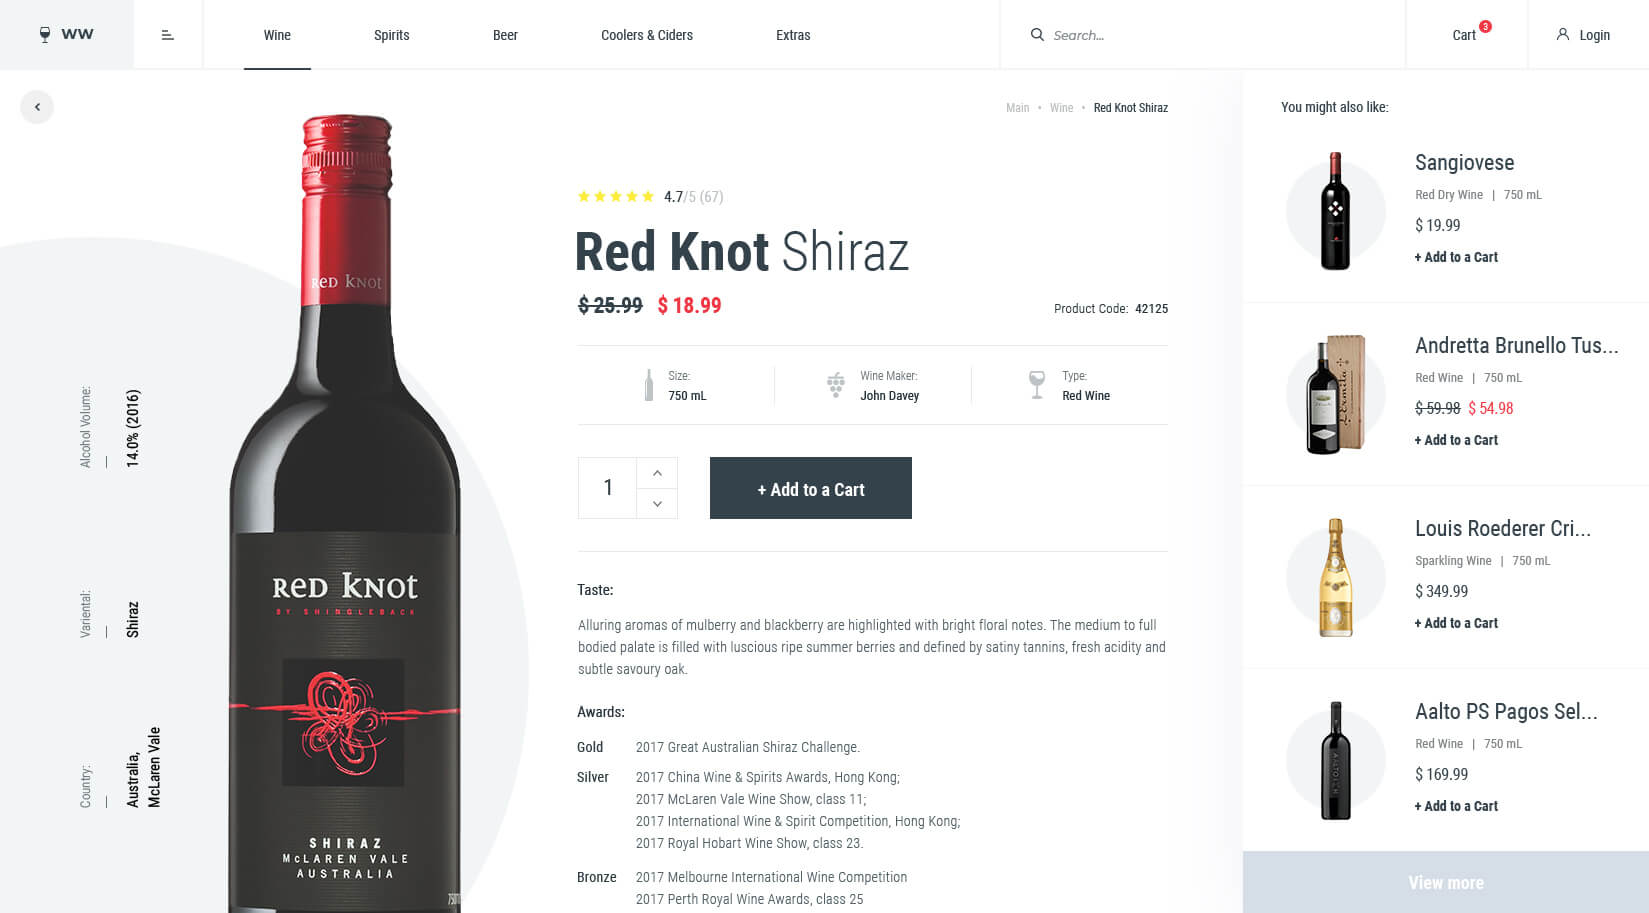 WW
Wine
Spirits
Beer
Coolers & Ciders
Extras
Search...
Cart
3
Login
Main • Wine • Red Knot Shiraz
4.7/5 (67)
Red Knot Shiraz
$ 25.99 $ 18.99
Product Code: 42125
Size:
750 mL
Wine Maker:
John Davey
Type:
Red Wine
1
+ Add to a Cart
Taste:
Alluring aromas of mulberry and blackberry are highlighted with bright floral notes. The medium to full
bodied palate is filled with luscious ripe summer berries and defined by satiny tannins, fresh acidity and
subtle savoury oak.
Awards:
Gold 2017 Great Australian Shiraz Challenge.
Silver 2017 China Wine & Spirits Awards, Hong Kong;
2017 McLaren Vale Wine Show, class 11;
2017 International Wine & Spirit Competition, Hong Kong;
2017 Royal Hobart Wine Show, class 23.
Bronze 2017 Melbourne International Wine Competition
2017 Perth Royal Wine Awards, class 25
Alcohol Volume:
14.0% (2016)
Variental:
Shiraz
Country:
Australia,
McLaren Vale
RED KNOT
RED KNOT
BY SHINGLEBACK
SHIRAZ
McLAREN VALE
AUSTRALIA
You might also like:
Sangiovese
Red Dry Wine | 750 mL
$ 19.99
+ Add to a Cart
Andretta Brunello Tus...
Red Wine | 750 mL
$ 59.98 $ 54.98
+ Add to a Cart
Louis Roederer Cri...
Sparkling Wine | 750 mL
$ 349.99
+ Add to a Cart
Aalto PS Pagos Sel...
Red Wine | 750 mL
$ 169.99
+ Add to a Cart
View more